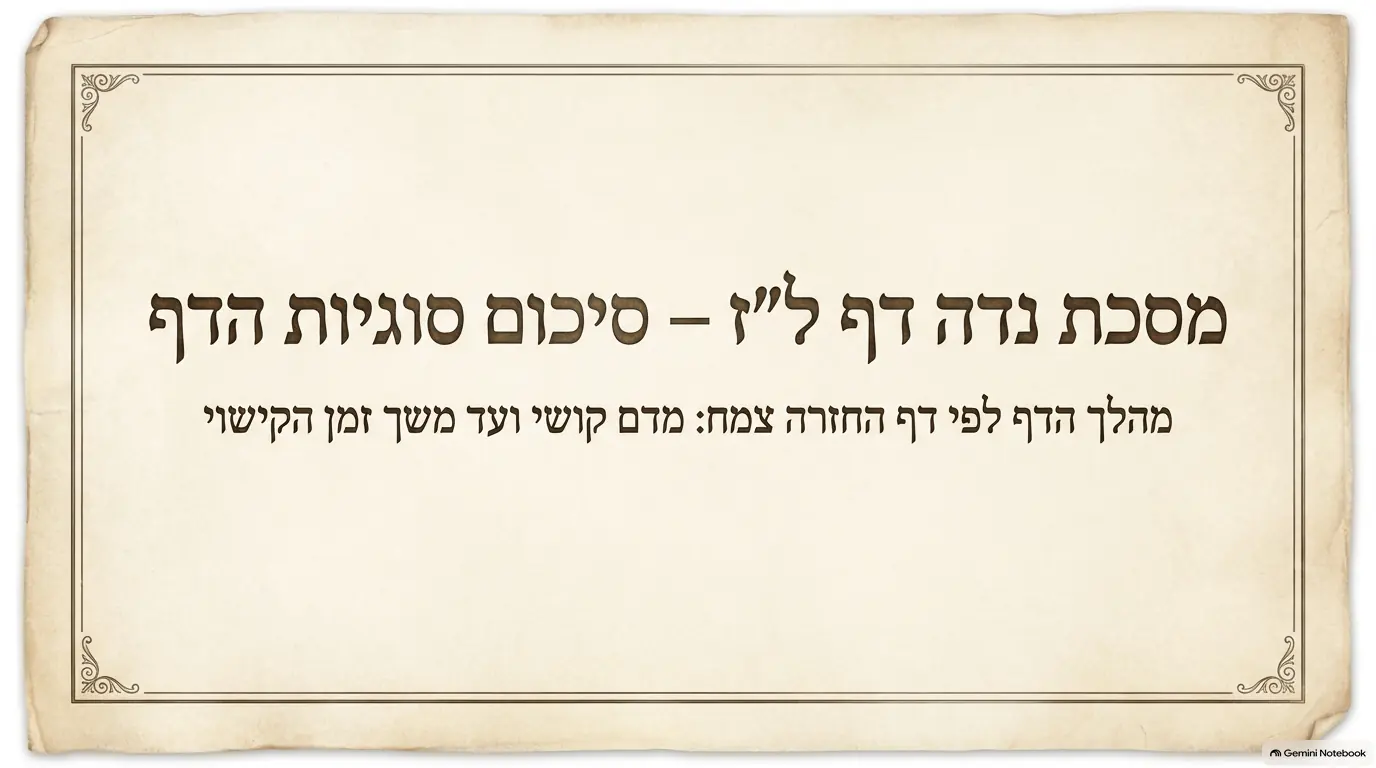 מסכת נדה דף ל"ז – סיכום סוגיות הדף
מהלך הדף לפי דף החזרה צמח: מדם קושי ועד משך זמן הקישוי
Gemini Notebook